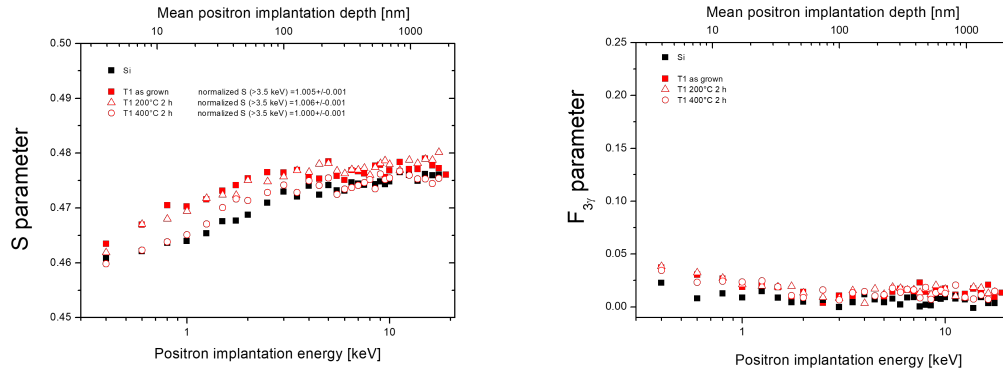 Mean positron implantation depth [nm]
10 100 1000
0.50
0.49
0.48
0.47
0.46
0.45
S parameter
Si
T1 as grown normalized S (>3.5 keV) =1.005+/-0.001
T1 200°C 2 h normalized S (>3.5 keV) =1.006+/-0.001
T1 400°C 2 h normalized S (>3.5 keV) =1.000+/-0.001
1 10
Positron implantation energy [keV]
Mean positron implantation depth [nm]
10 100 1000
0.25
0.20
0.15
0.10
0.05
0.00
F3γ parameter
Si
T1 as grown
T1 200°C 2 h
T1 400°C 2 h
1 10
Positron implantation energy [keV]